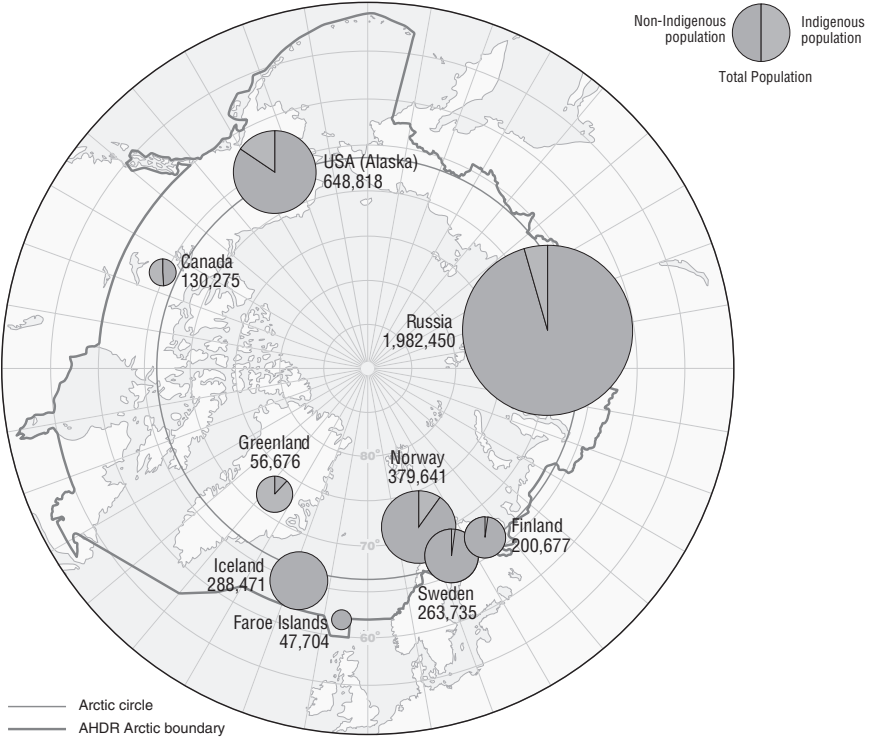 Non-Indigenous
population
Indigenous
population
Total Population
USA (Alaska)
648,818
Canada
130,275
Russia
1,982,450
Greenland
56,676
80°
Norway
379,641
70°
Finland
200,677
Iceland
288,471
Sweden
263,735
Faroe Islands
47,704
60°
Arctic circle
AHDR Arctic boundary